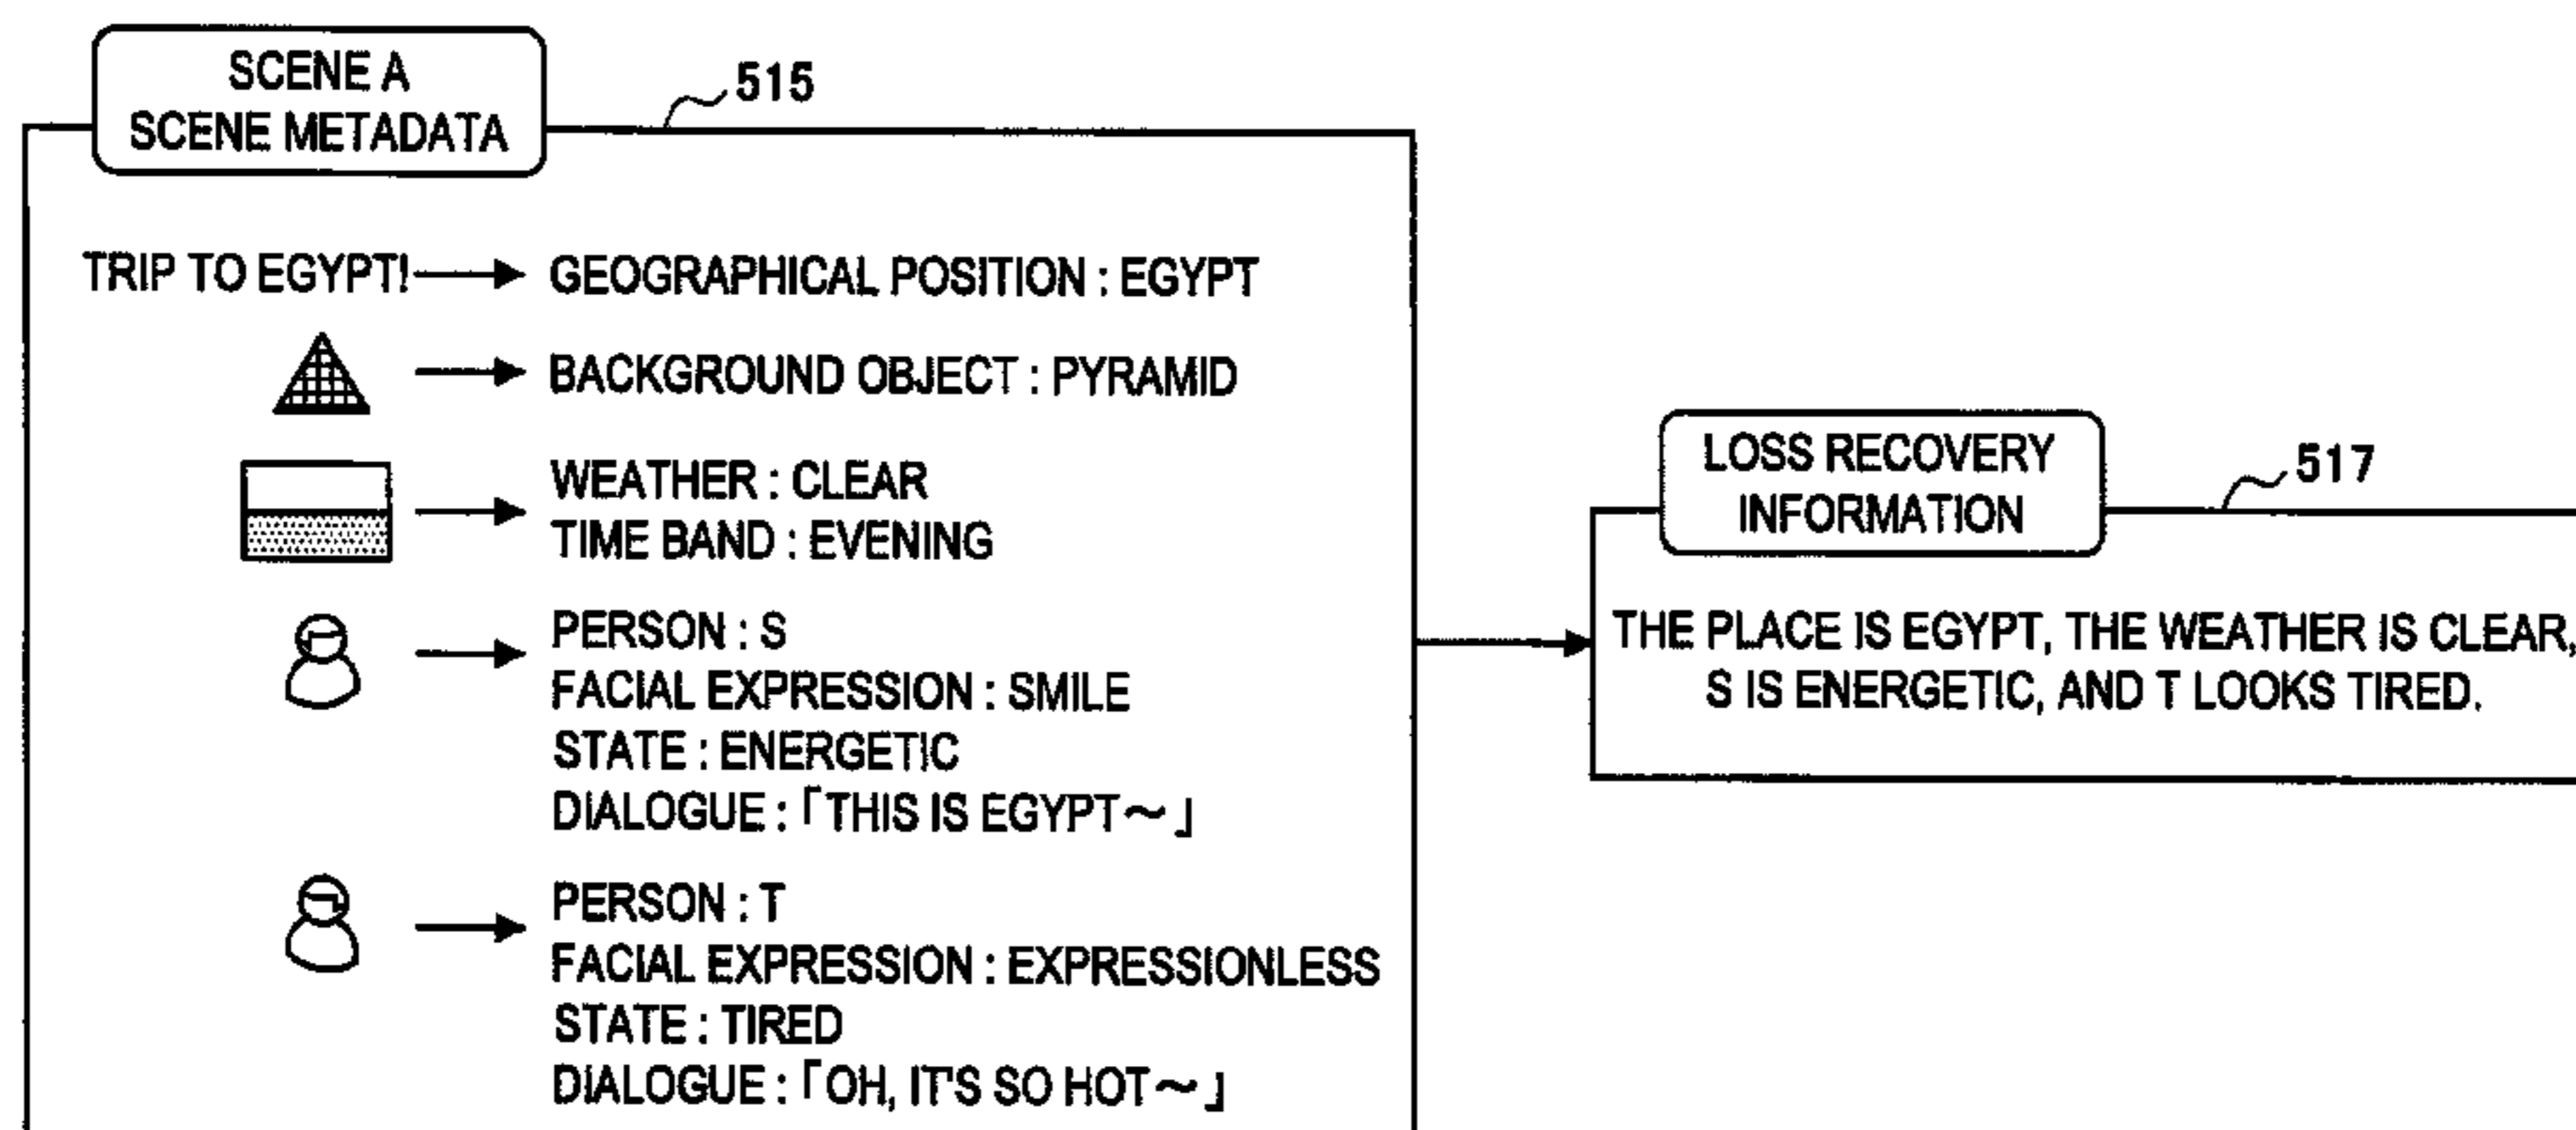 SCENE A
SCENE METADATA
515
TRIP TO EGYPT!
GEOGRAPHICAL POSITION : EGYPT
BACKGROUND OBJECT : PYRAMID
WEATHER : CLEAR
TIME BAND : EVENING
PERSON : S
FACIAL EXPRESSION : SMILE
STATE : ENERGETIC
DIALOGUE : 「THIS IS EGYPT～」
PERSON : T
FACIAL EXPRESSION : EXPRESSIONLESS
STATE : TIRED
DIALOGUE : 「OH, IT'S SO HOT～」
LOSS RECOVERY
INFORMATION
517
THE PLACE IS EGYPT, THE WEATHER IS CLEAR,
S IS ENERGETIC, AND T LOOKS TIRED.